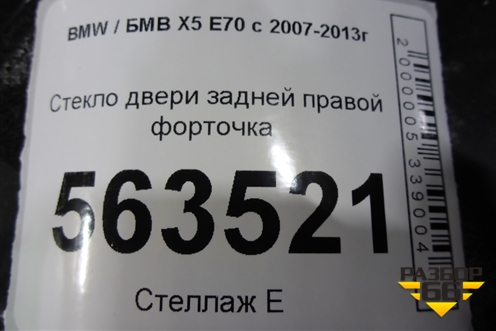 BMW / БМВ X5 E70 с 2007-2013г
Стекло двери задней правой
форточка
563521
Стеллаж Е
2000005339004
РАЗБОР
66